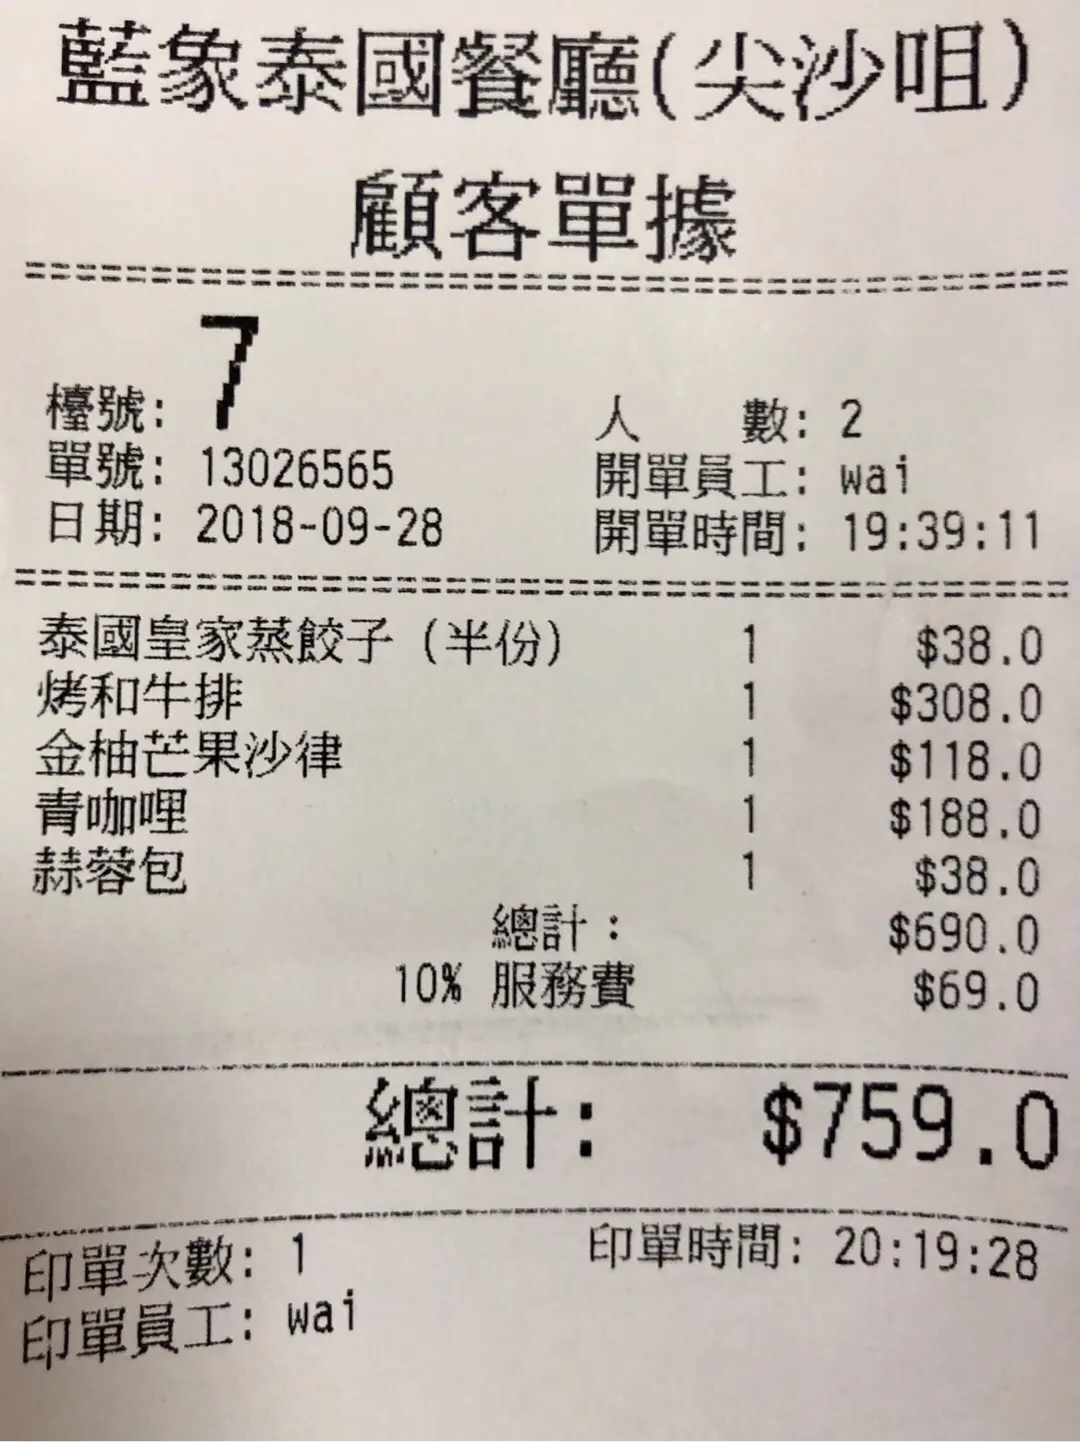 藍象泰國餐廳(尖沙咀)
顧客單據
檯號: 7 人 數: 2
單號: 13026565 開單員工: wai
日期: 2018-09-28 開單時間: 19:39:11
泰國皇家蒸餃子（半份） 1 $38.0
烤和牛排 1 $308.0
金柚芒果沙律 1 $118.0
青咖哩 1 $188.0
蒜蓉包 1 $38.0
總計: $690.0
10% 服務費 $69.0
總計: $759.0
印單次數: 1 印單時間: 20:19:28
印單員工: wai